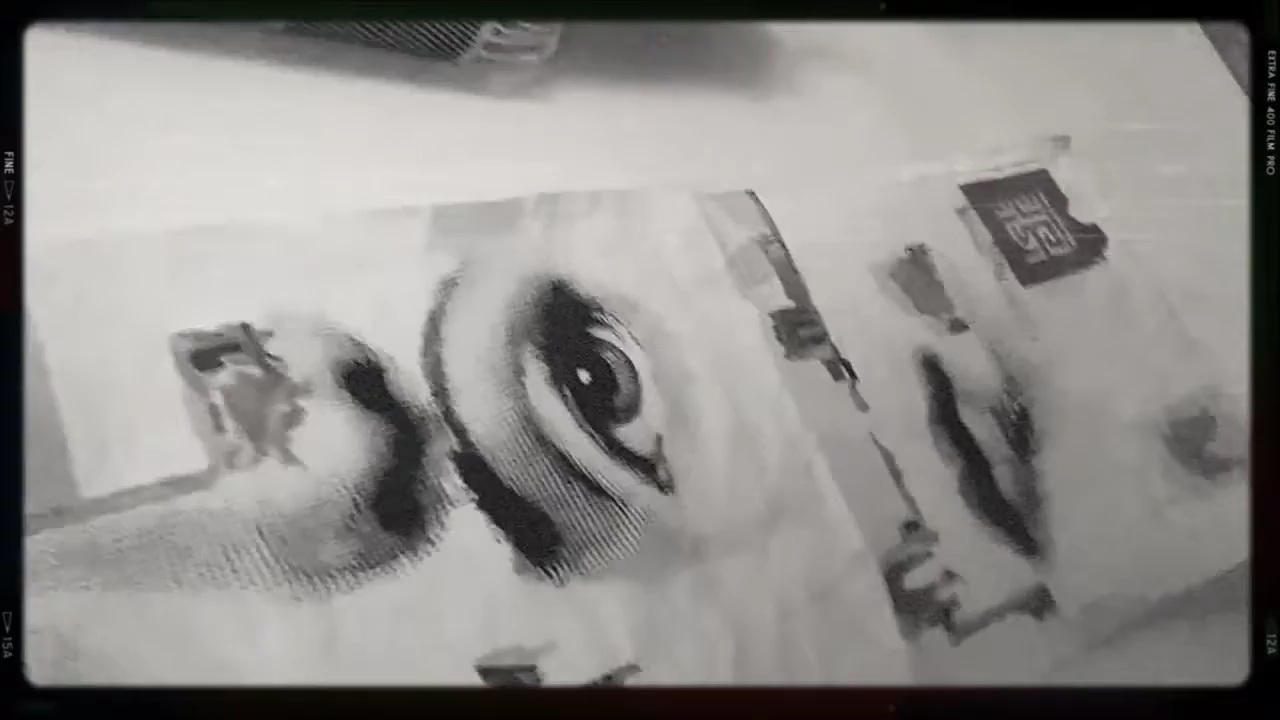 EXTRA FINE 400 FILM PRO
FINE ▷ 12A
▷ 15A
12A